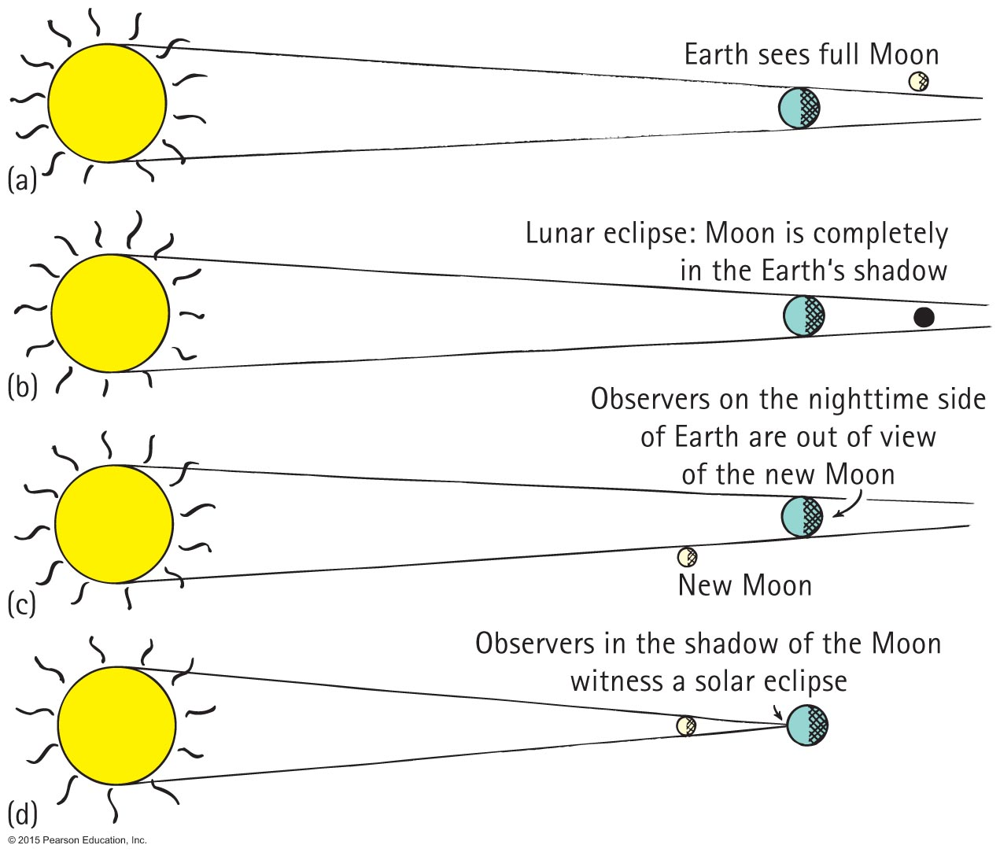 Earth sees full Moon
(a)
Lunar eclipse: Moon is completely
in the Earth‘s shadow
(b)
Observers on the nighttime side
of Earth are out of view
of the new Moon
New Moon
(c)
Observers in the shadow of the Moon
witness a solar eclipse
(d)
© 2015 Pearson Education, Inc.